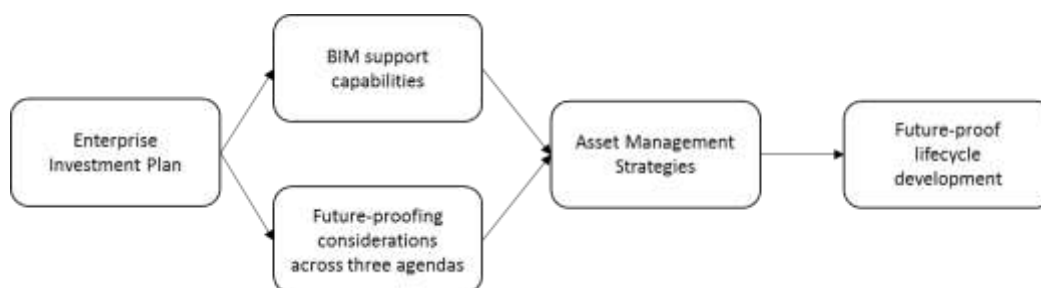 Enterprise
Investment Plan
BIM support
capabilities
Future-proofing
considerations
across three agendas
Asset Management
Strategies
Future-proof
lifecycle
development